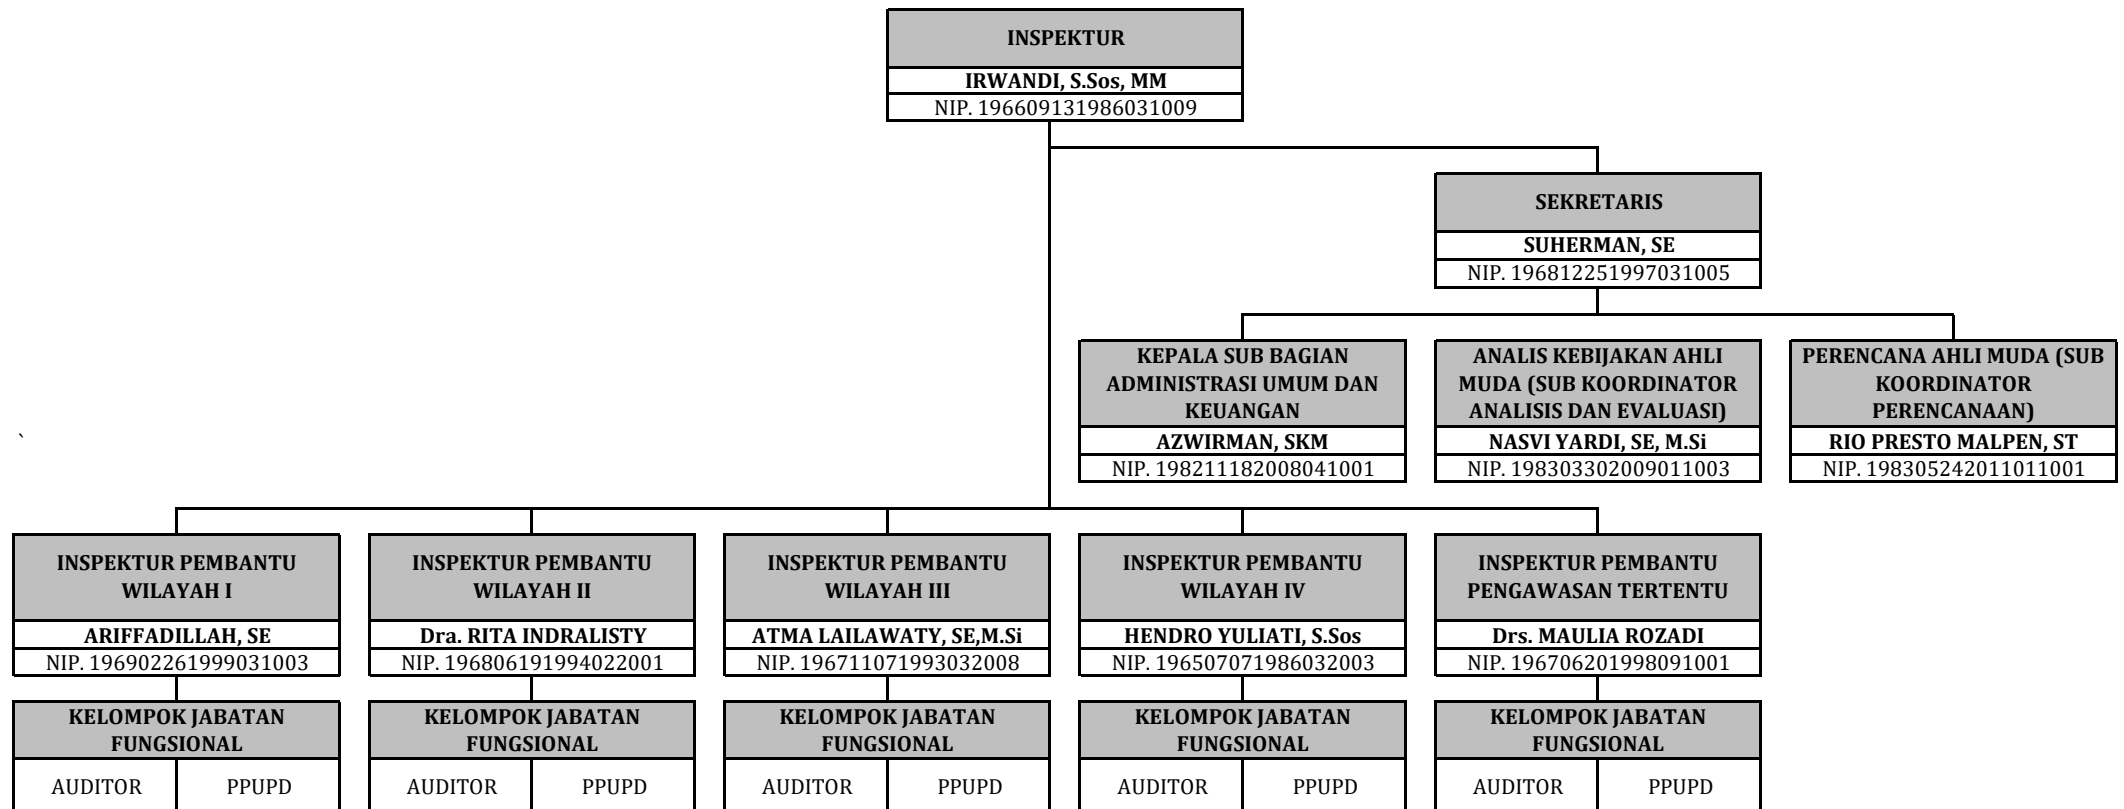 INSPEKTUR
IRWANDI, S.Sos, MM
NIP. 196609131986031009
SEKRETARIS
SUHERMAN, SE
NIP. 196812251997031005
KEPALA SUB BAGIAN
ADMINISTRASI UMUM DAN
KEUANGAN
AZWIRMAN, SKM
NIP. 198211182008041001
ANALIS KEBIJAKAN AHLI
MUDA (SUB KOORDINATOR
ANALISIS DAN EVALUASI)
NASVI YARDI, SE, M.Si
NIP. 198303302009011003
PERENCANA AHLI MUDA (SUB
KOORDINATOR
PERENCANAAN)
RIO PRESTO MALPEN, ST
NIP. 198305242011011001
`
INSPEKTUR PEMBANTU
WILAYAH I
ARIFFADILLAH, SE
NIP. 196902261999031003
KELOMPOK JABATAN
FUNGSIONAL
AUDITOR PPUPD
INSPEKTUR PEMBANTU
WILAYAH II
Dra. RITA INDRALISTY
NIP. 196806191994022001
KELOMPOK JABATAN
FUNGSIONAL
AUDITOR PPUPD
INSPEKTUR PEMBANTU
WILAYAH III
ATMA LAILAWATY, SE,M.Si
NIP. 196711071993032008
KELOMPOK JABATAN
FUNGSIONAL
AUDITOR PPUPD
INSPEKTUR PEMBANTU
WILAYAH IV
HENDRO YULIATI, S.Sos
NIP. 196507071986032003
KELOMPOK JABATAN
FUNGSIONAL
AUDITOR PPUPD
INSPEKTUR PEMBANTU
PENGAWASAN TERTENTU
Drs. MAULIA ROZADI
NIP. 196706201998091001
KELOMPOK JABATAN
FUNGSIONAL
AUDITOR PPUPD